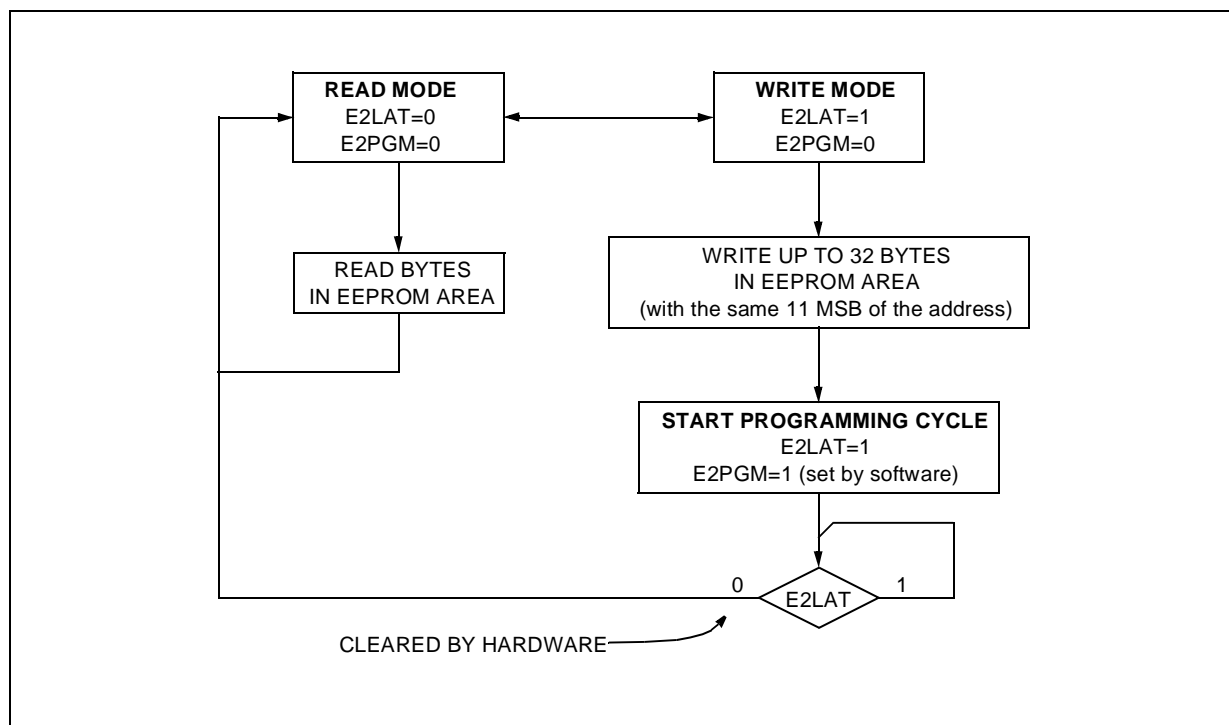 READ MODE
E2LAT=0
E2PGM=0
WRITE MODE
E2LAT=1
E2PGM=0
READ BYTES
IN EEPROM AREA
WRITE UP TO 32 BYTES
IN EEPROM AREA
(with the same 11 MSB of the address)
START PROGRAMMING CYCLE
E2LAT=1
E2PGM=1 (set by software)
0
E2LAT
1
CLEARED BY HARDWARE